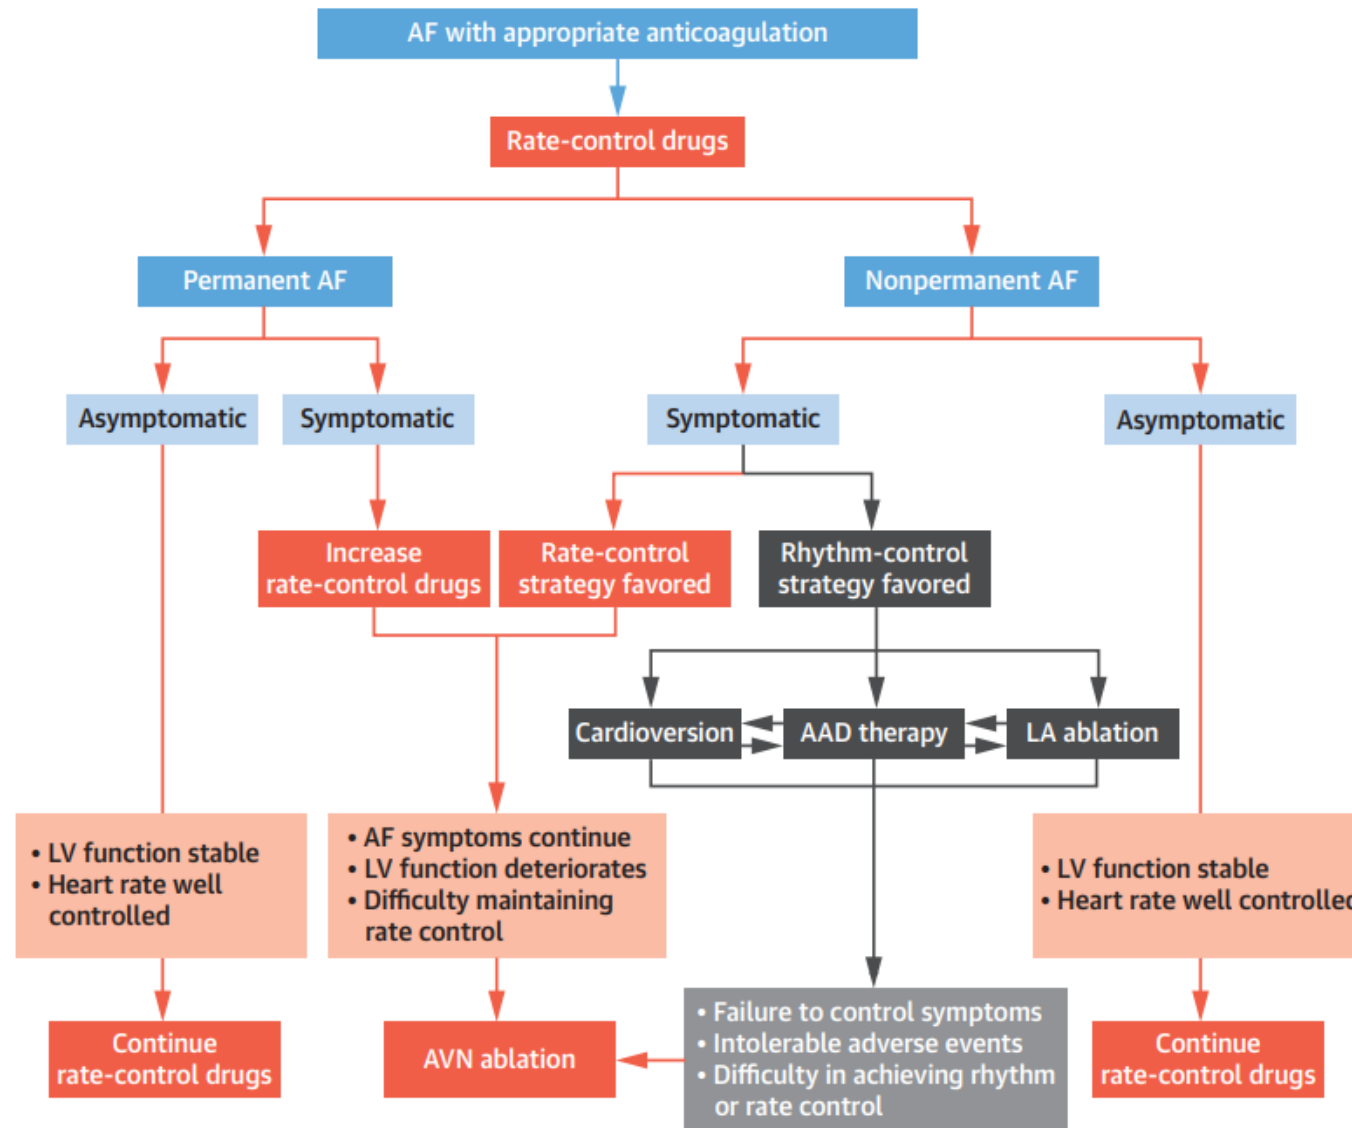 AF with appropriate anticoagulation
Rate-control drugs
Permanent AF
Nonpermanent AF
Asymptomatic
Symptomatic
Symptomatic
Asymptomatic
Increase
rate-control drugs
Rate-control
strategy favored
Rhythm-control
strategy favored
Cardioversion
AAD therapy
LA ablation
• LV function stable
• Heart rate well
controlled
• AF symptoms continue
• LV function deteriorates
• Difficulty maintaining
rate control
• LV function stable
• Heart rate well controlled
Continue
rate-control drugs
AVN ablation
• Failure to control symptoms
• Intolerable adverse events
• Difficulty in achieving rhythm
or rate control
Continue
rate-control drugs